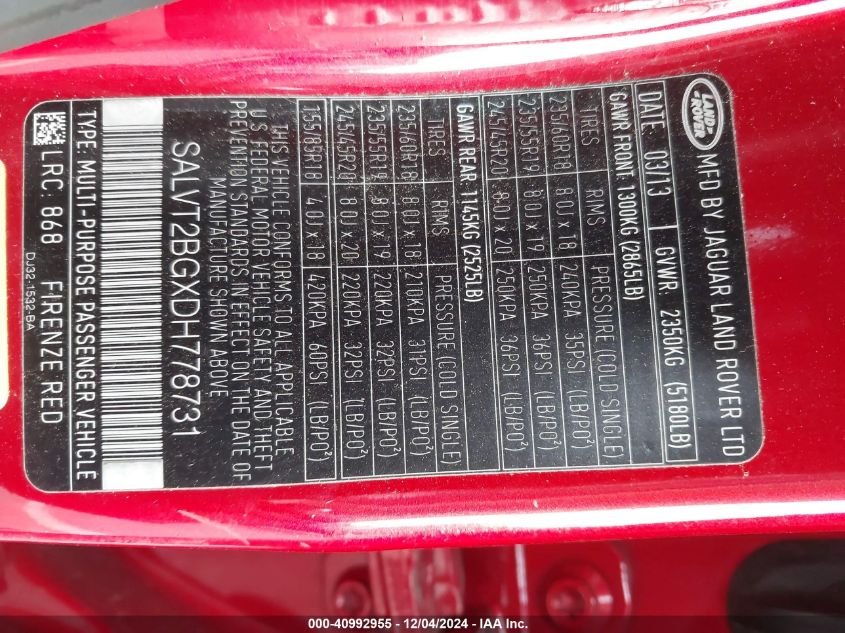 LAND ROVER
MFD BY JAGUAR LAND ROVER LTD
DATE: 03/13 GVWR: 2350KG (5180LB)
GAWR FRONT: 1300KG (2865LB)
TIRES RIMS PRESSURE(COLD SINGLE)
235/60R18 8.0J x 18 240KPA 35PSI (LB/PO²)
235/55R19 8.0J x 19 250KPA 36PSI (LB/PO²)
245/45R20 8.0J x 20 250KPA 36PSI (LB/PO²)
GAWR REAR: 1145KG (2525LB)
TIRES RIMS PRESSURE(COLD SINGLE)
235/60R18 8.0J x 18 210KPA 31PSI (LB/PO²)
235/55R19 8.0J x 19 220KPA 32PSI (LB/PO²)
245/45R20 8.0J x 20 220KPA 32PSI (LB/PO²)
155/85R18 4.0J x 18 420KPA 60PSI (LB/PO²)
THIS VEHICLE CONFORMS TO ALL APPLICABLE
U.S FEDERAL MOTOR VEHICLE SAFETY AND THEFT
PREVENTION STANDARDS IN EFFECT ON THE DATE OF
MANUFACTURE SHOWN ABOVE
SALVT2BGXDH778731
TYPE: MULTI-PURPOSE PASSENGER VEHICLE
LRC: 868 FIRENZE RED
DJ32-1532-BA
000-40992955 - 12/04/2024 - IAA Inc.